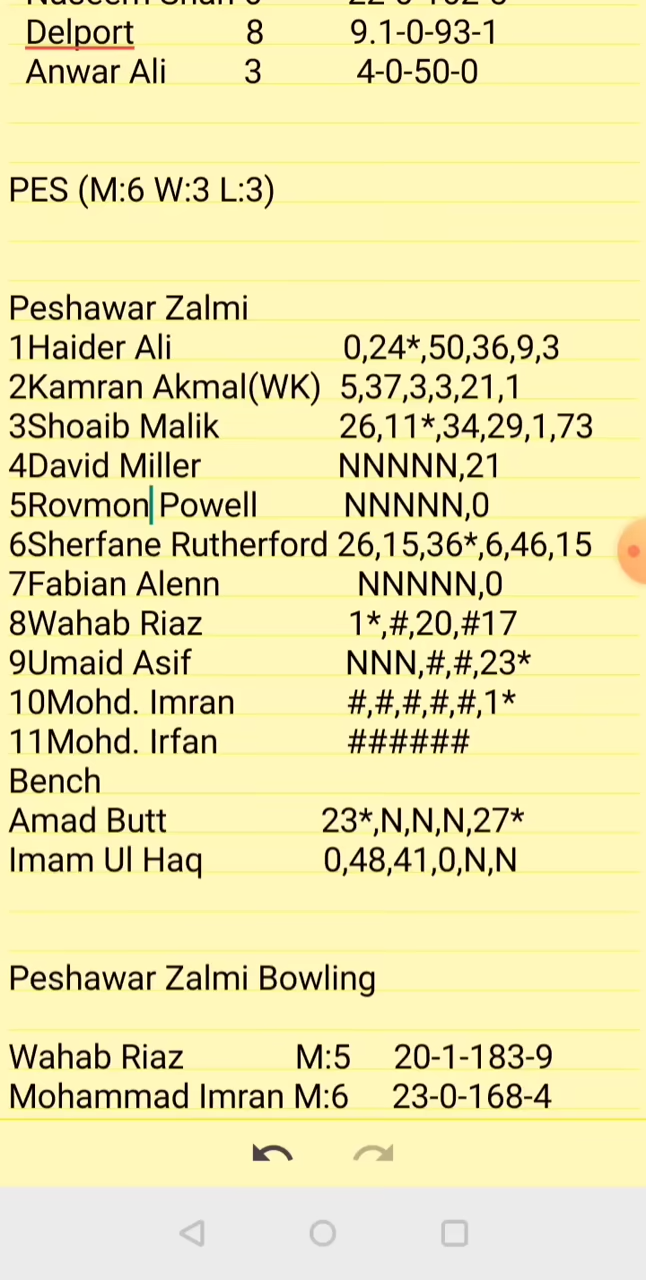 Delport 8 9.1-0-93-1
Anwar Ali 3 4-0-50-0
PES (M:6 W:3 L:3)
Peshawar Zalmi
1Haider Ali 0,24*,50,36,9,3
2Kamran Akmal(WK) 5,37,3,3,21,1
3Shoaib Malik 26,11*,34,29,1,73
4David Miller NNNNN,21
5Rovmon Powell NNNNN,0
6Sherfane Rutherford 26,15,36*,6,46,15
7Fabian Alenn NNNNN,0
8Wahab Riaz 1*,#,20,#17
9Umaid Asif NNN,#,#,23*
10Mohd. Imran #,#,#,#,#,1*
11Mohd. Irfan ######
Bench
Amad Butt 23*,N,N,N,27*
Imam Ul Haq 0,48,41,0,N,N
Peshawar Zalmi Bowling
Wahab Riaz M:5 20-1-183-9
Mohammad Imran M:6 23-0-168-4